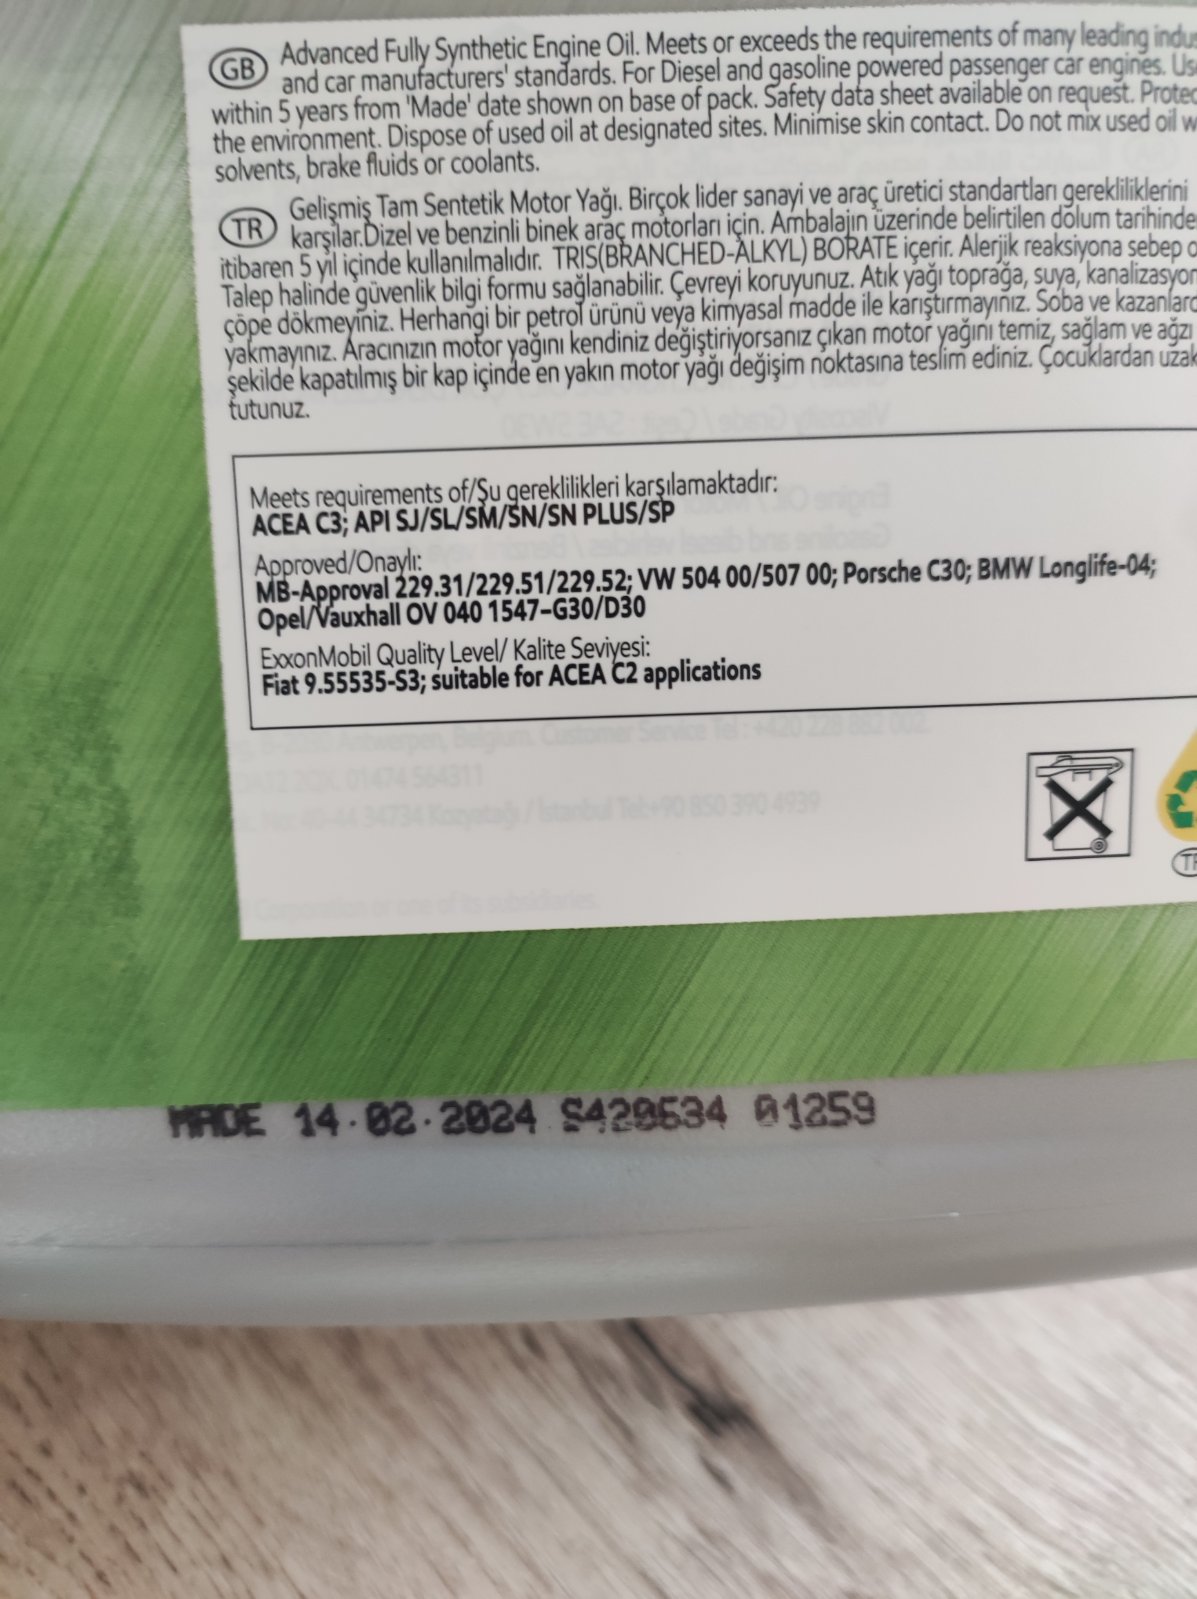 GB Advanced Fully Synthetic Engine Oil. Meets or exceeds the requirements of many leading
and car manufacturers' standards. For Diesel and gasoline powered passenger car engines.
within 5 years from 'Made' date shown on base of pack. Safety data sheet available on request.
the environment. Dispose of used oil at designated sites. Minimise skin contact. Do not mix used oil
solvents, brake fluids or coolants.
TR Gelişmiş Tam Sentetik Motor Yağı. Birçok lider sanayi ve araç üretici standartları gerekliliklerini
karşılar.Dizel ve benzinli binek araç motorları için. Ambalajın üzerinde belirtilen dolum tarihinde
itibaren 5 yıl içinde kullanılmalıdır. TRIS(BRANCHED-ALKYL) BORATE içerir. Alerjik reaksiyona sebep
Talep halinde güvenlik bilgi formu sağlanabilir. Çevreyi koruyunuz. Atık yağı toprağa, suya, kanalizasyon
çöpe dökmeyiniz. Herhangi bir petrol ürünü veya kimyasal madde ile karıştırmayınız. Soba ve
yakmayınız. Aracınızın motor yağını kendiniz değiştiriyorsanız çıkan motor yağını temiz, sağlam ve ağzı
şekilde kapatılmış bir kap içinde en yakın motor yağı değişim noktasına teslim ediniz. Çocuklardan uzak
tutunuz.
Meets requirements of/Şu gereklilikleri karşılamaktadır:
ACEA C3; API SJ/SL/SM/SN/SN PLUS/SP
Approved/Onaylı:
MB-Approval 229.31/229.51/229.52; VW 504 00/507 00; Porsche C30; BMW Longlife-04;
Opel/Vauxhall OV 040 1547–G30/D30
ExxonMobil Quality Level/ Kalite Seviyesi:
Fiat 9.55535-S3; suitable for ACEA C2 applications
MADE 14.02.2024 S420634 01259